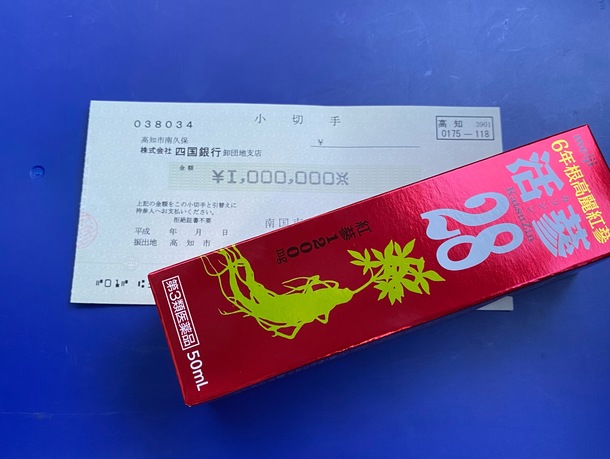 小切手
038034
高知 3901
0175-118
高知市南久保
株式会社 四国銀行 卸団地支店
¥
金額
¥1,000,000※
上記の金額をこの小切手と引替えに
持参人へお支払いください。
拒絶証書不要
南国市
平成 年 月 日
振出地 高知市
6年根高麗紅参
活参
28
紅参1200mg
第3類医薬品
50mL